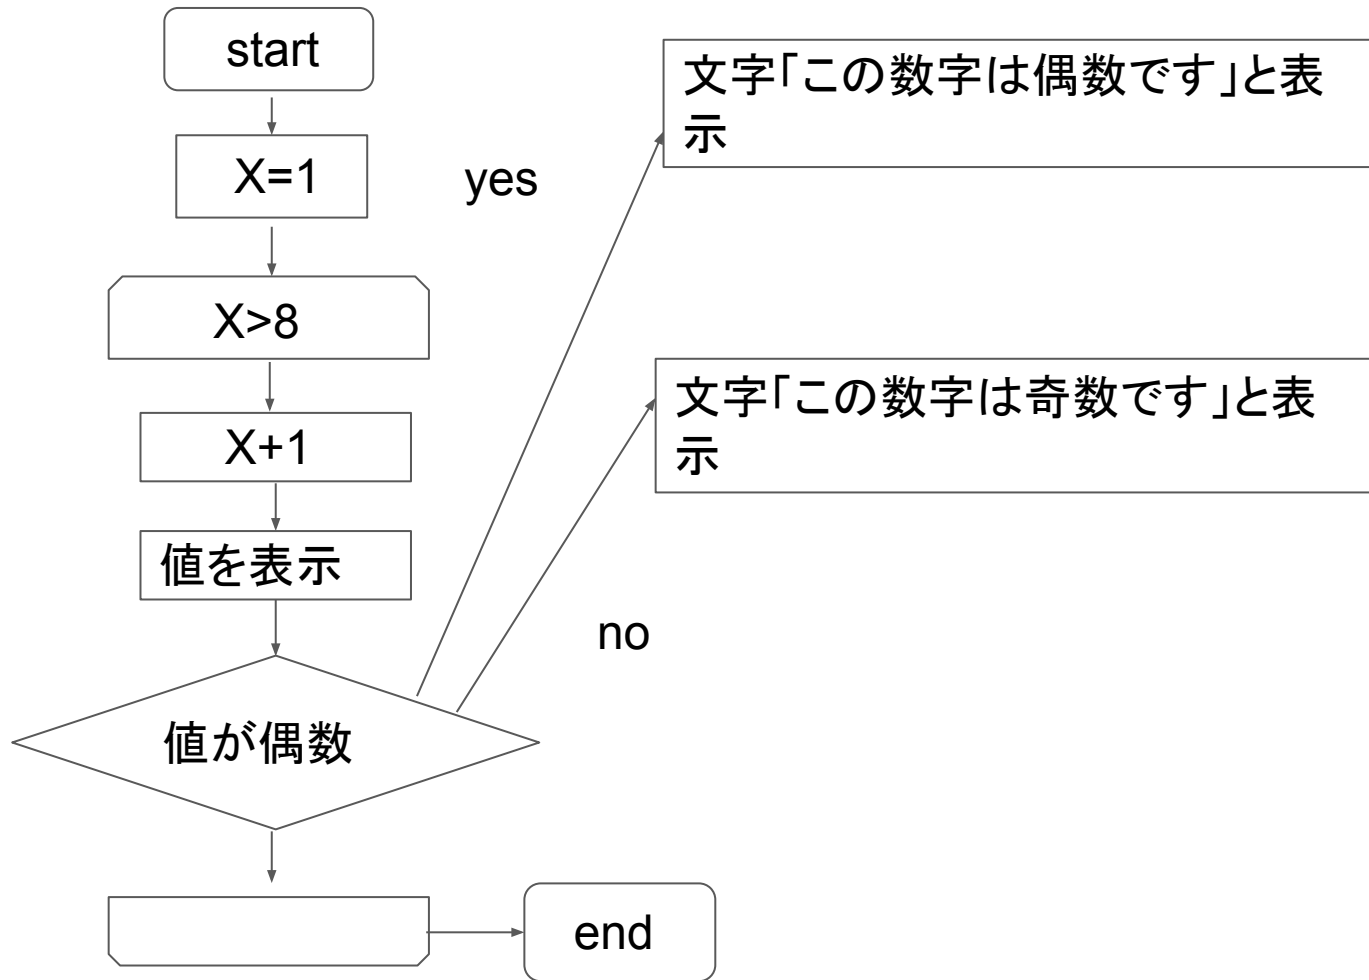 start
文字「この数字は偶数です」と表
示
X=1
yes
X>8
文字「この数字は奇数です」と表
示
X+1
値を表示
no
値が偶数
end